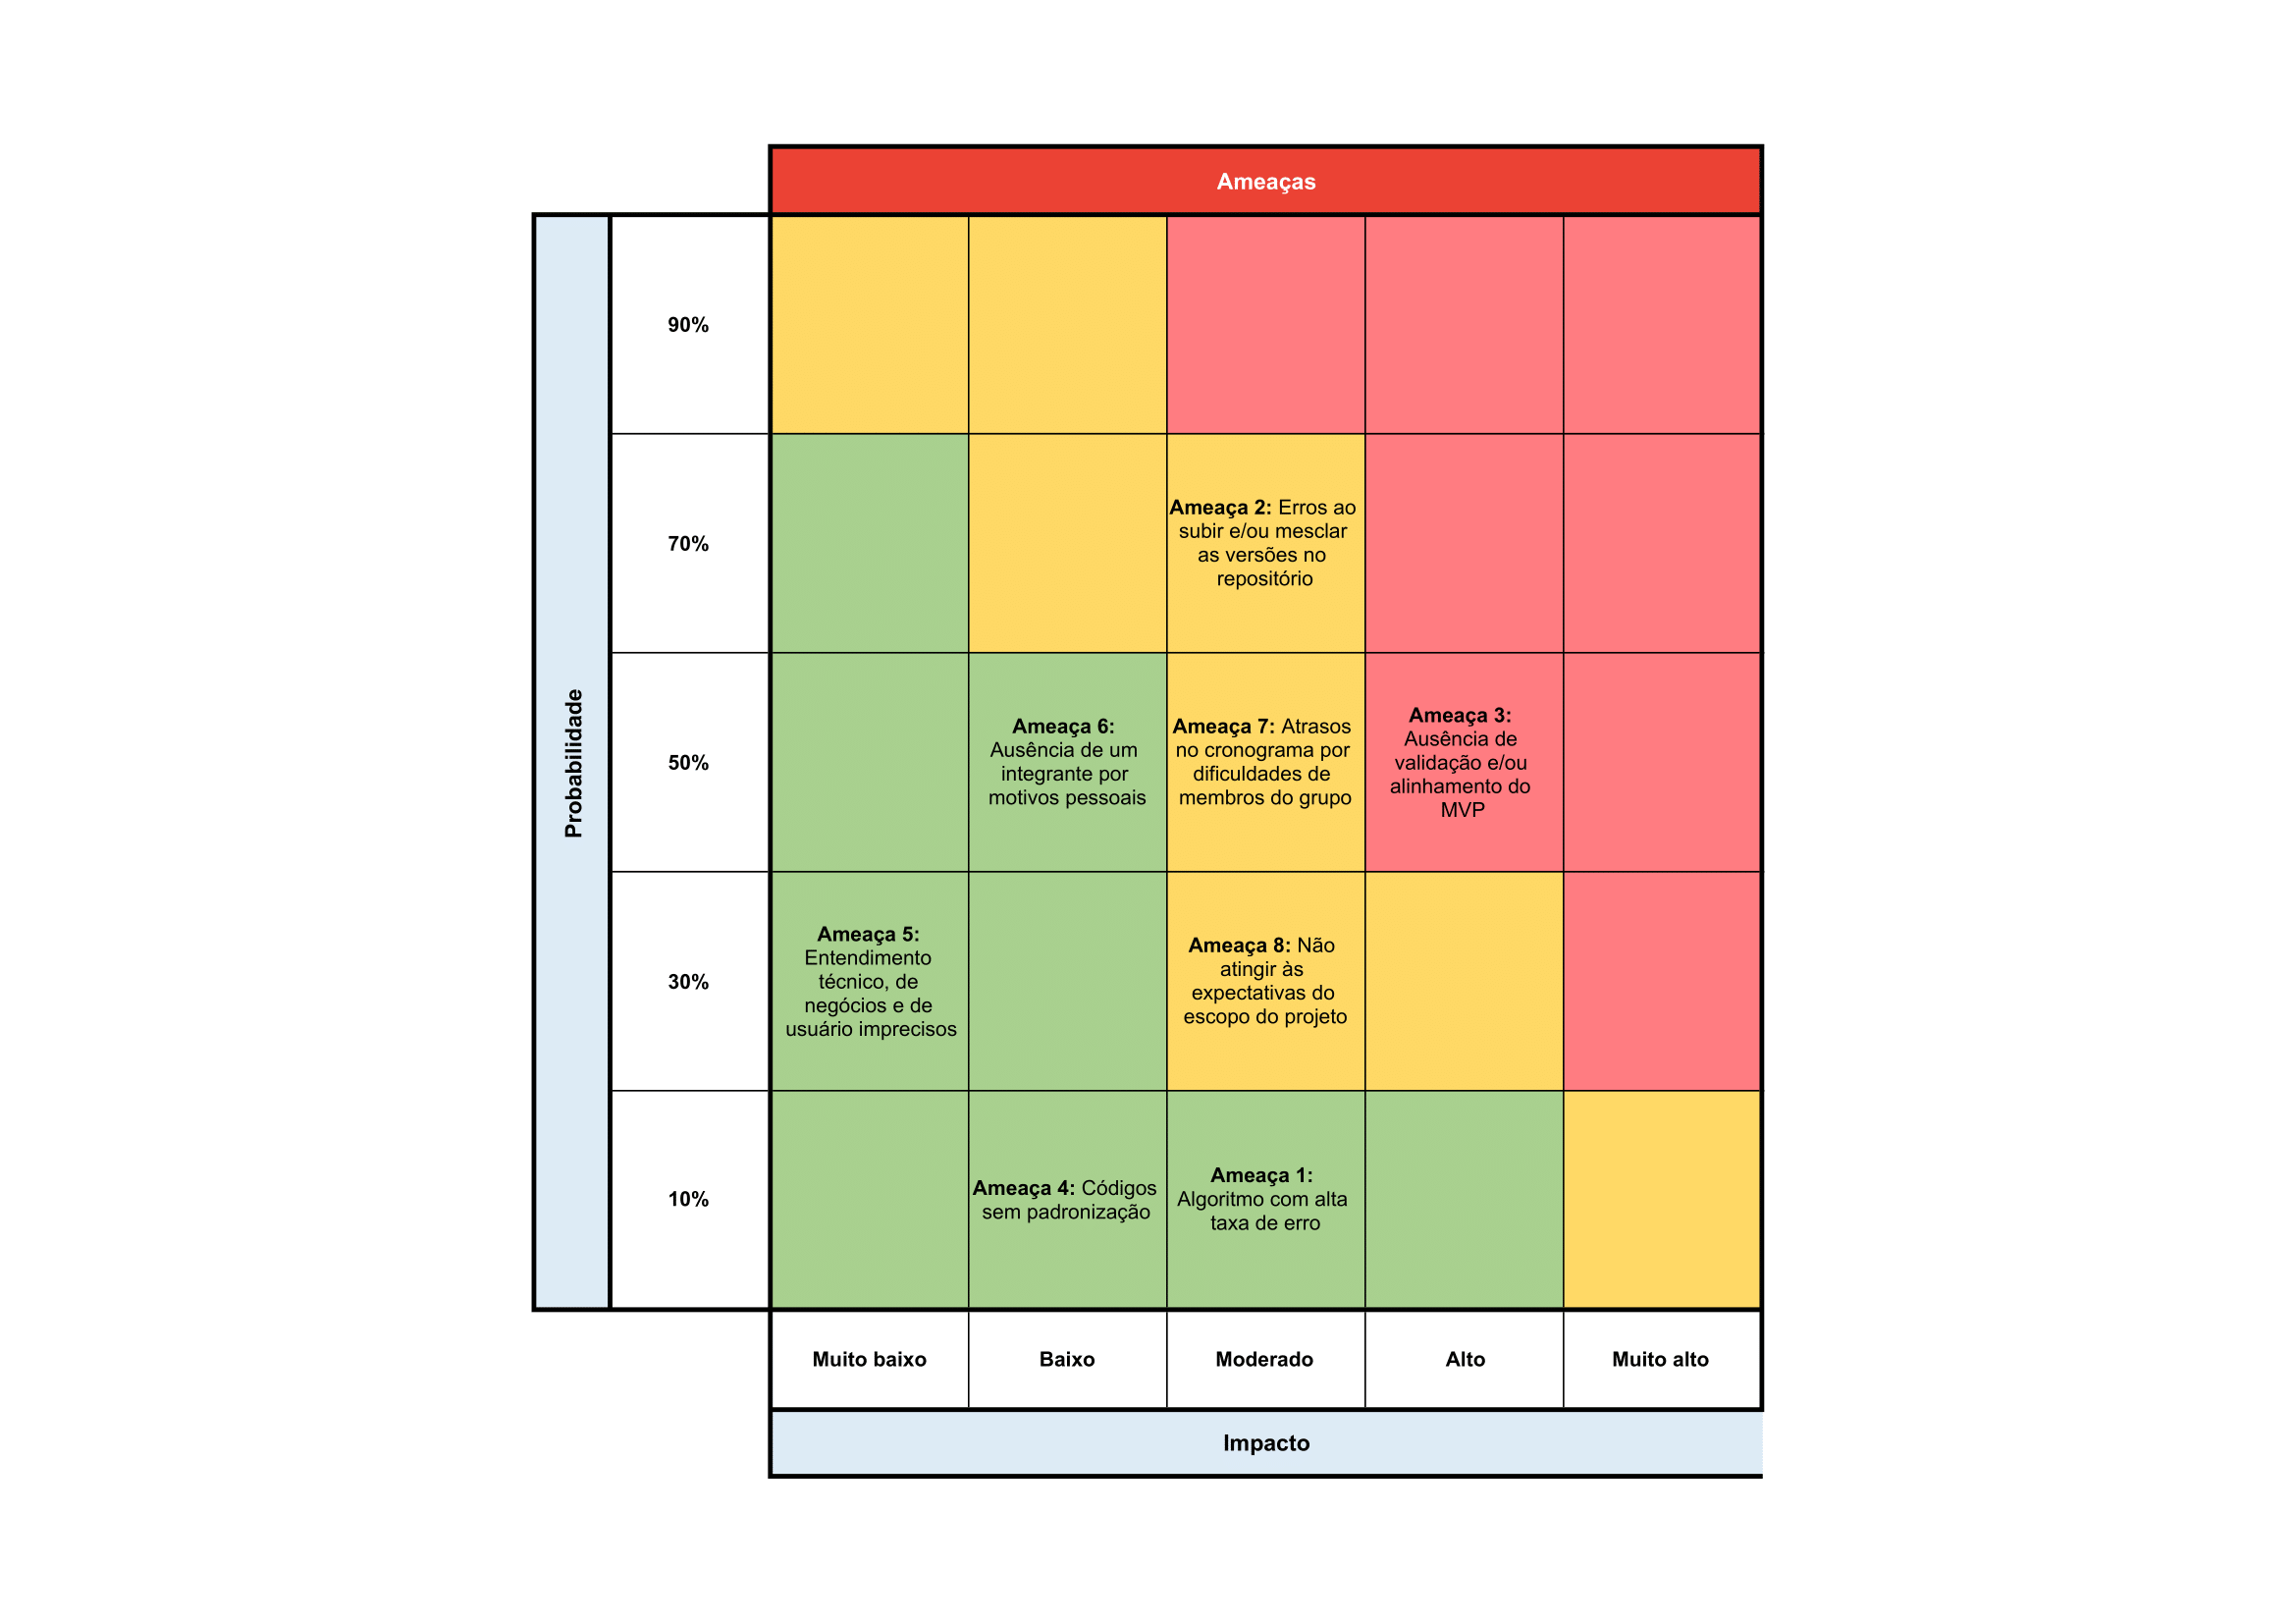 Ameaças
Probabilidade
90%
70%
Ameaça 2: Erros ao
subir e/ou mesclar
as versões no
repositório
50%
Ameaça 6:
Ausência de um
integrante por
motivos pessoais
Ameaça 7: Atrasos
no cronograma por
dificuldades de
membros do grupo
Ameaça 3:
Ausência de
validação e/ou
alinhamento do
MVP
30%
Ameaça 5:
Entendimento
técnico, de
negócios e de
usuário imprecisos
Ameaça 8: Não
atingir às
expectativas do
escopo do projeto
10%
Ameaça 4: Códigos
sem padronização
Ameaça 1:
Algoritmo com alta
taxa de erro
Muito baixo
Baixo
Moderado
Alto
Muito alto
Impacto